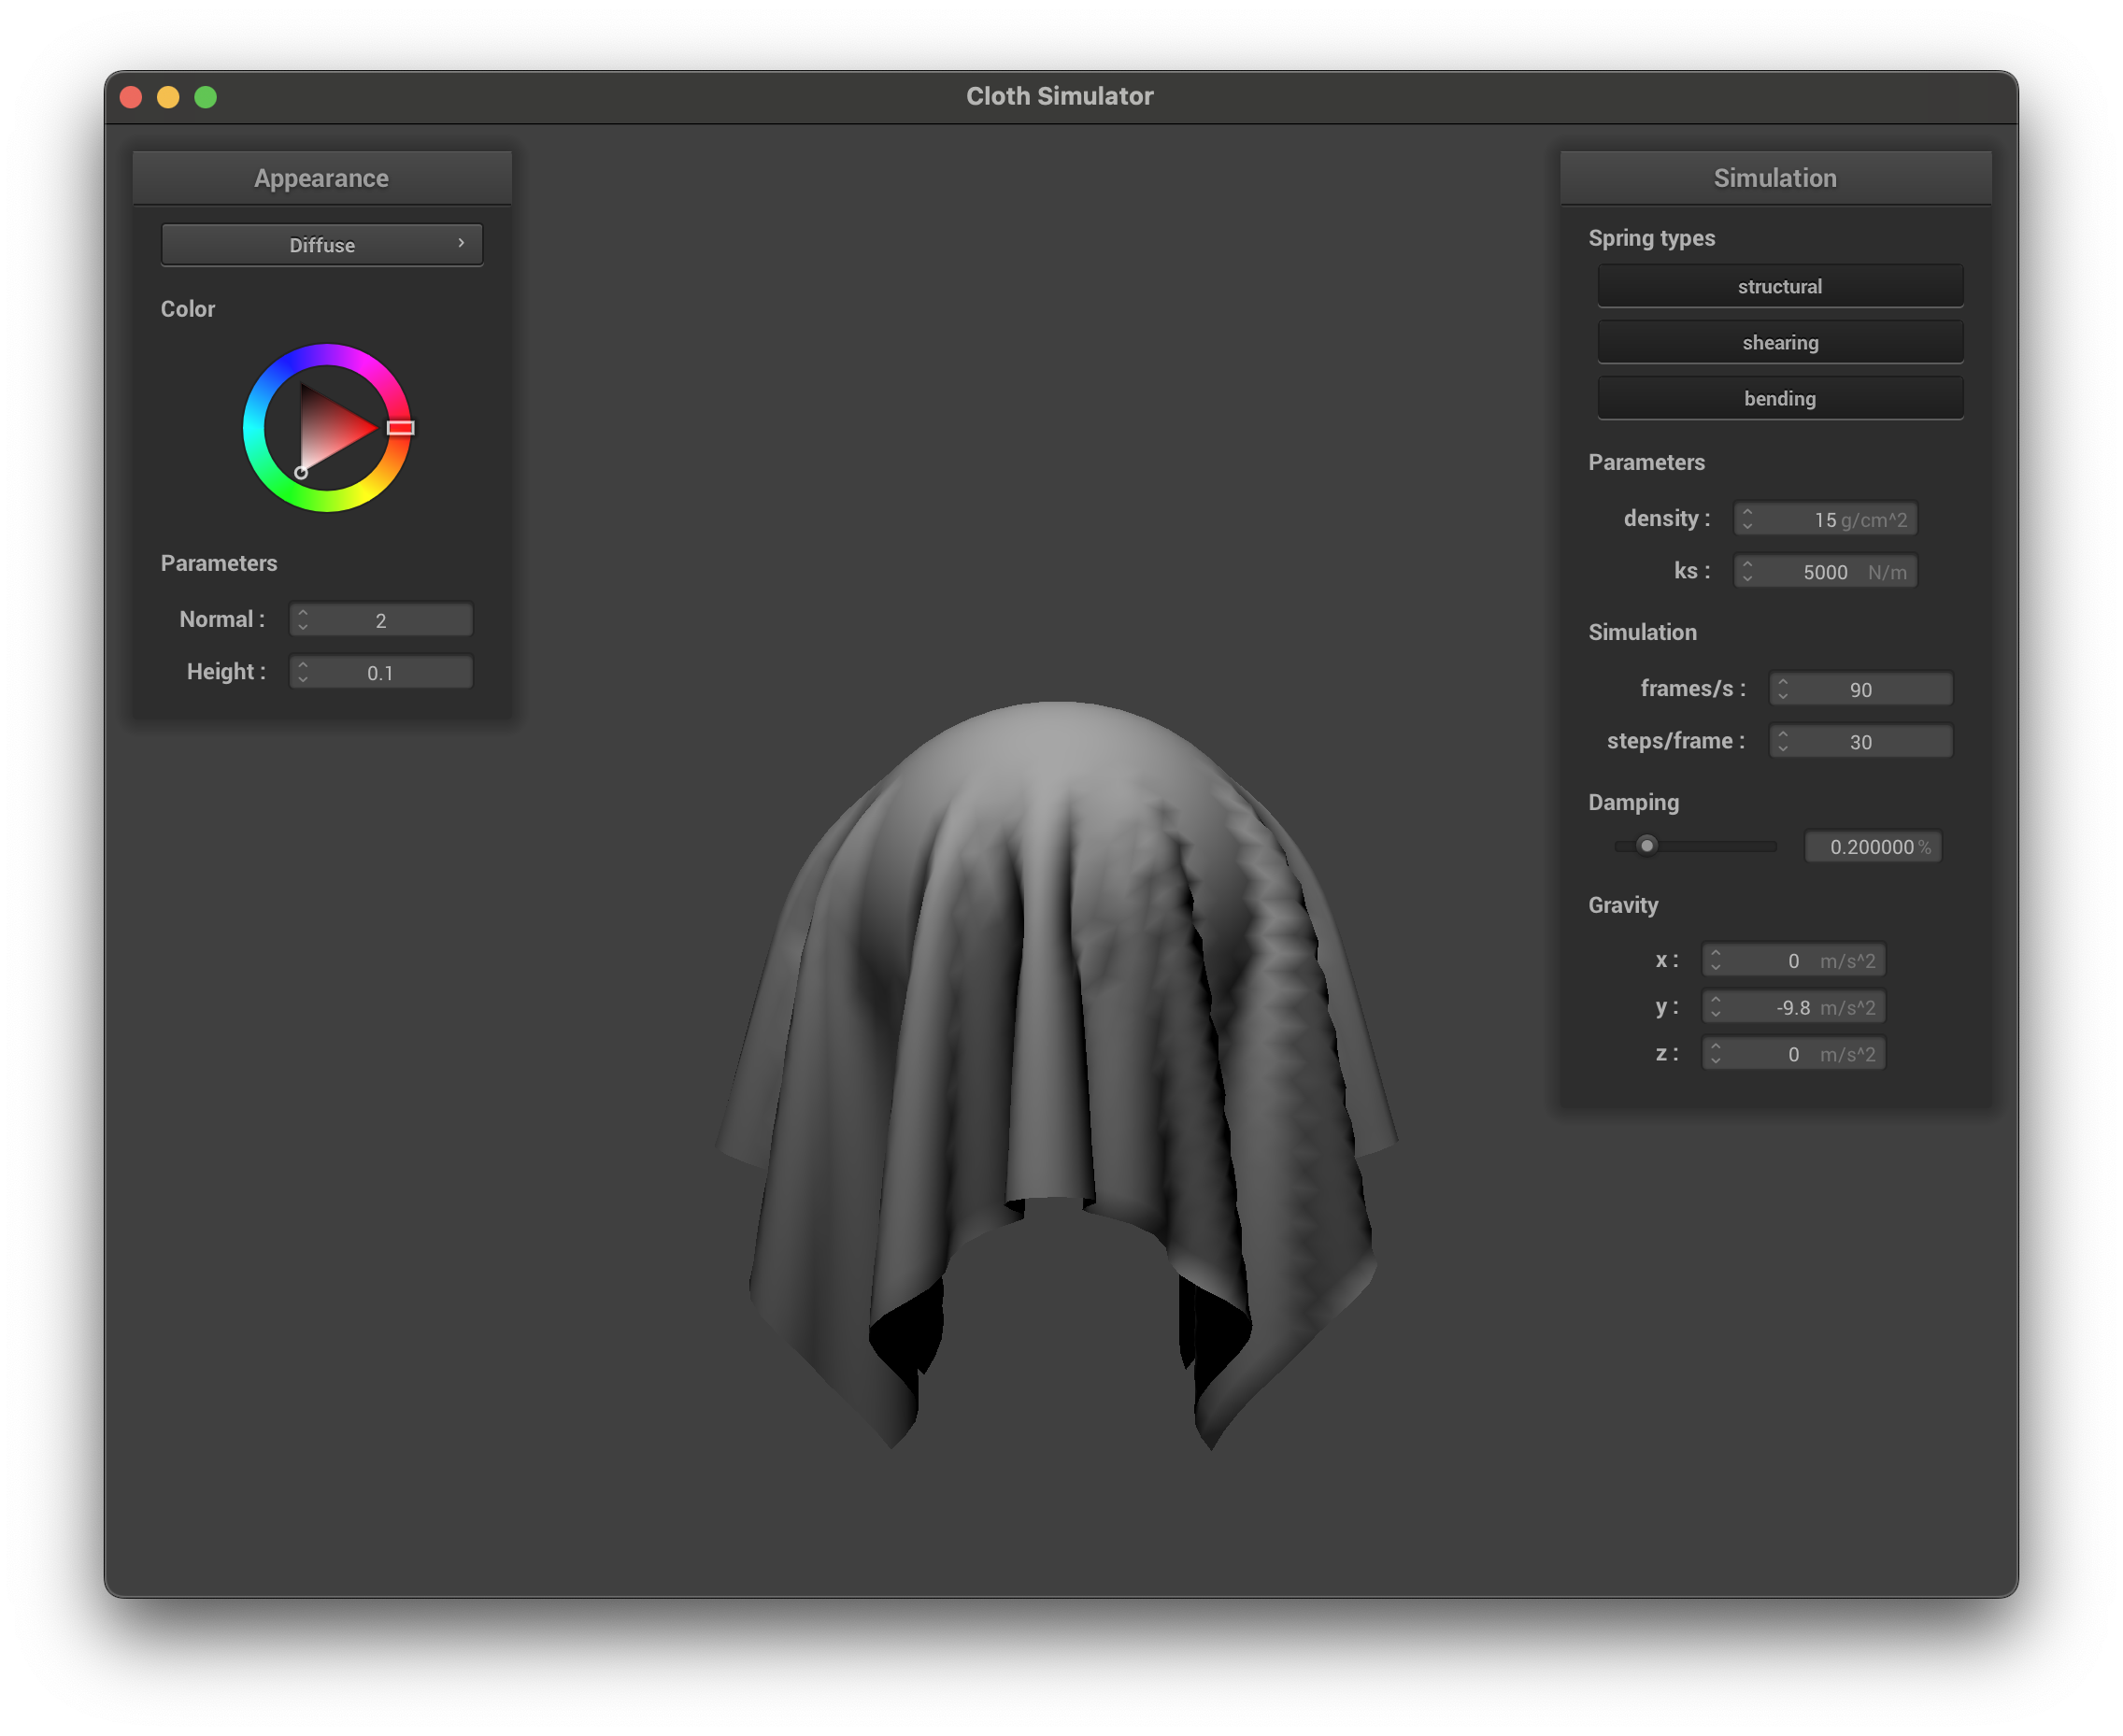 Cloth Simulator
Appearance
Diffuse ›
Color
Parameters
Normal : 2
Height : 0.1
Simulation
Spring types
structural
shearing
bending
Parameters
density : 15 g/cm^2
ks : 5000 N/m
Simulation
frames/s : 90
steps/frame : 30
Damping
0.200000 %
Gravity
x : 0 m/s^2
y : -9.8 m/s^2
z : 0 m/s^2